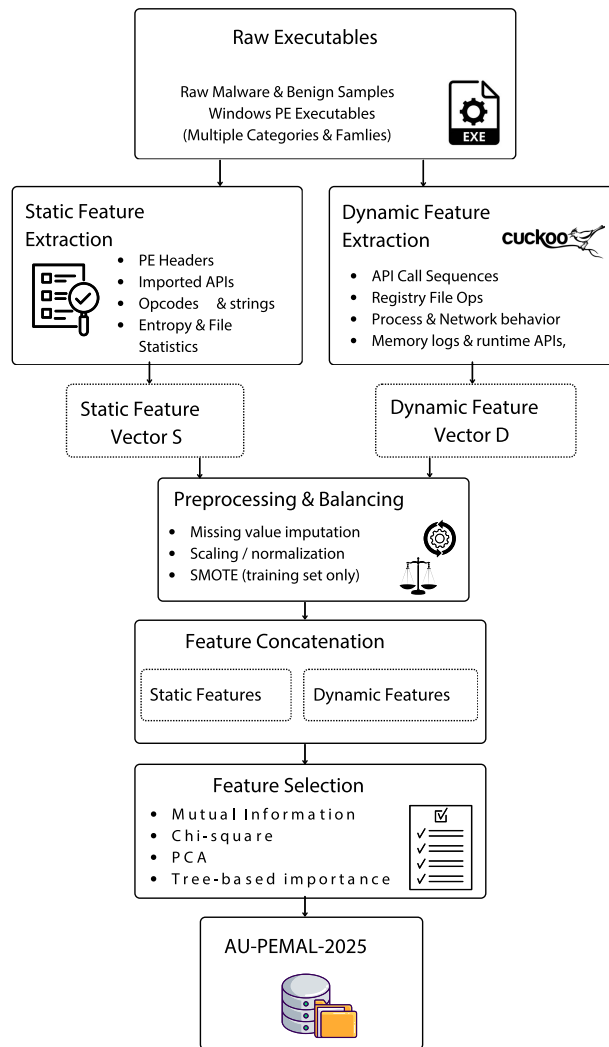 Raw Executables
Raw Malware & Benign Samples
Windows PE Executables
(Multiple Categories & Famlies)
EXE
Static Feature
Extraction
• PE Headers
• Imported APIs
• Opcodes & strings
• Entropy & File
Statistics
Dynamic Feature
Extraction
cuckoo
• API Call Sequences
• Registry File Ops
• Process & Network behavior
• Memory logs & runtime APIs,
Static Feature
Vector S
Dynamic Feature
Vector D
Preprocessing & Balancing
• Missing value imputation
• Scaling / normalization
• SMOTE (training set only)
Feature Concatenation
Static Features
Dynamic Features
Feature Selection
• Mutual Information
• Chi-square
• PCA
• Tree-based importance
AU-PEMAL-2025